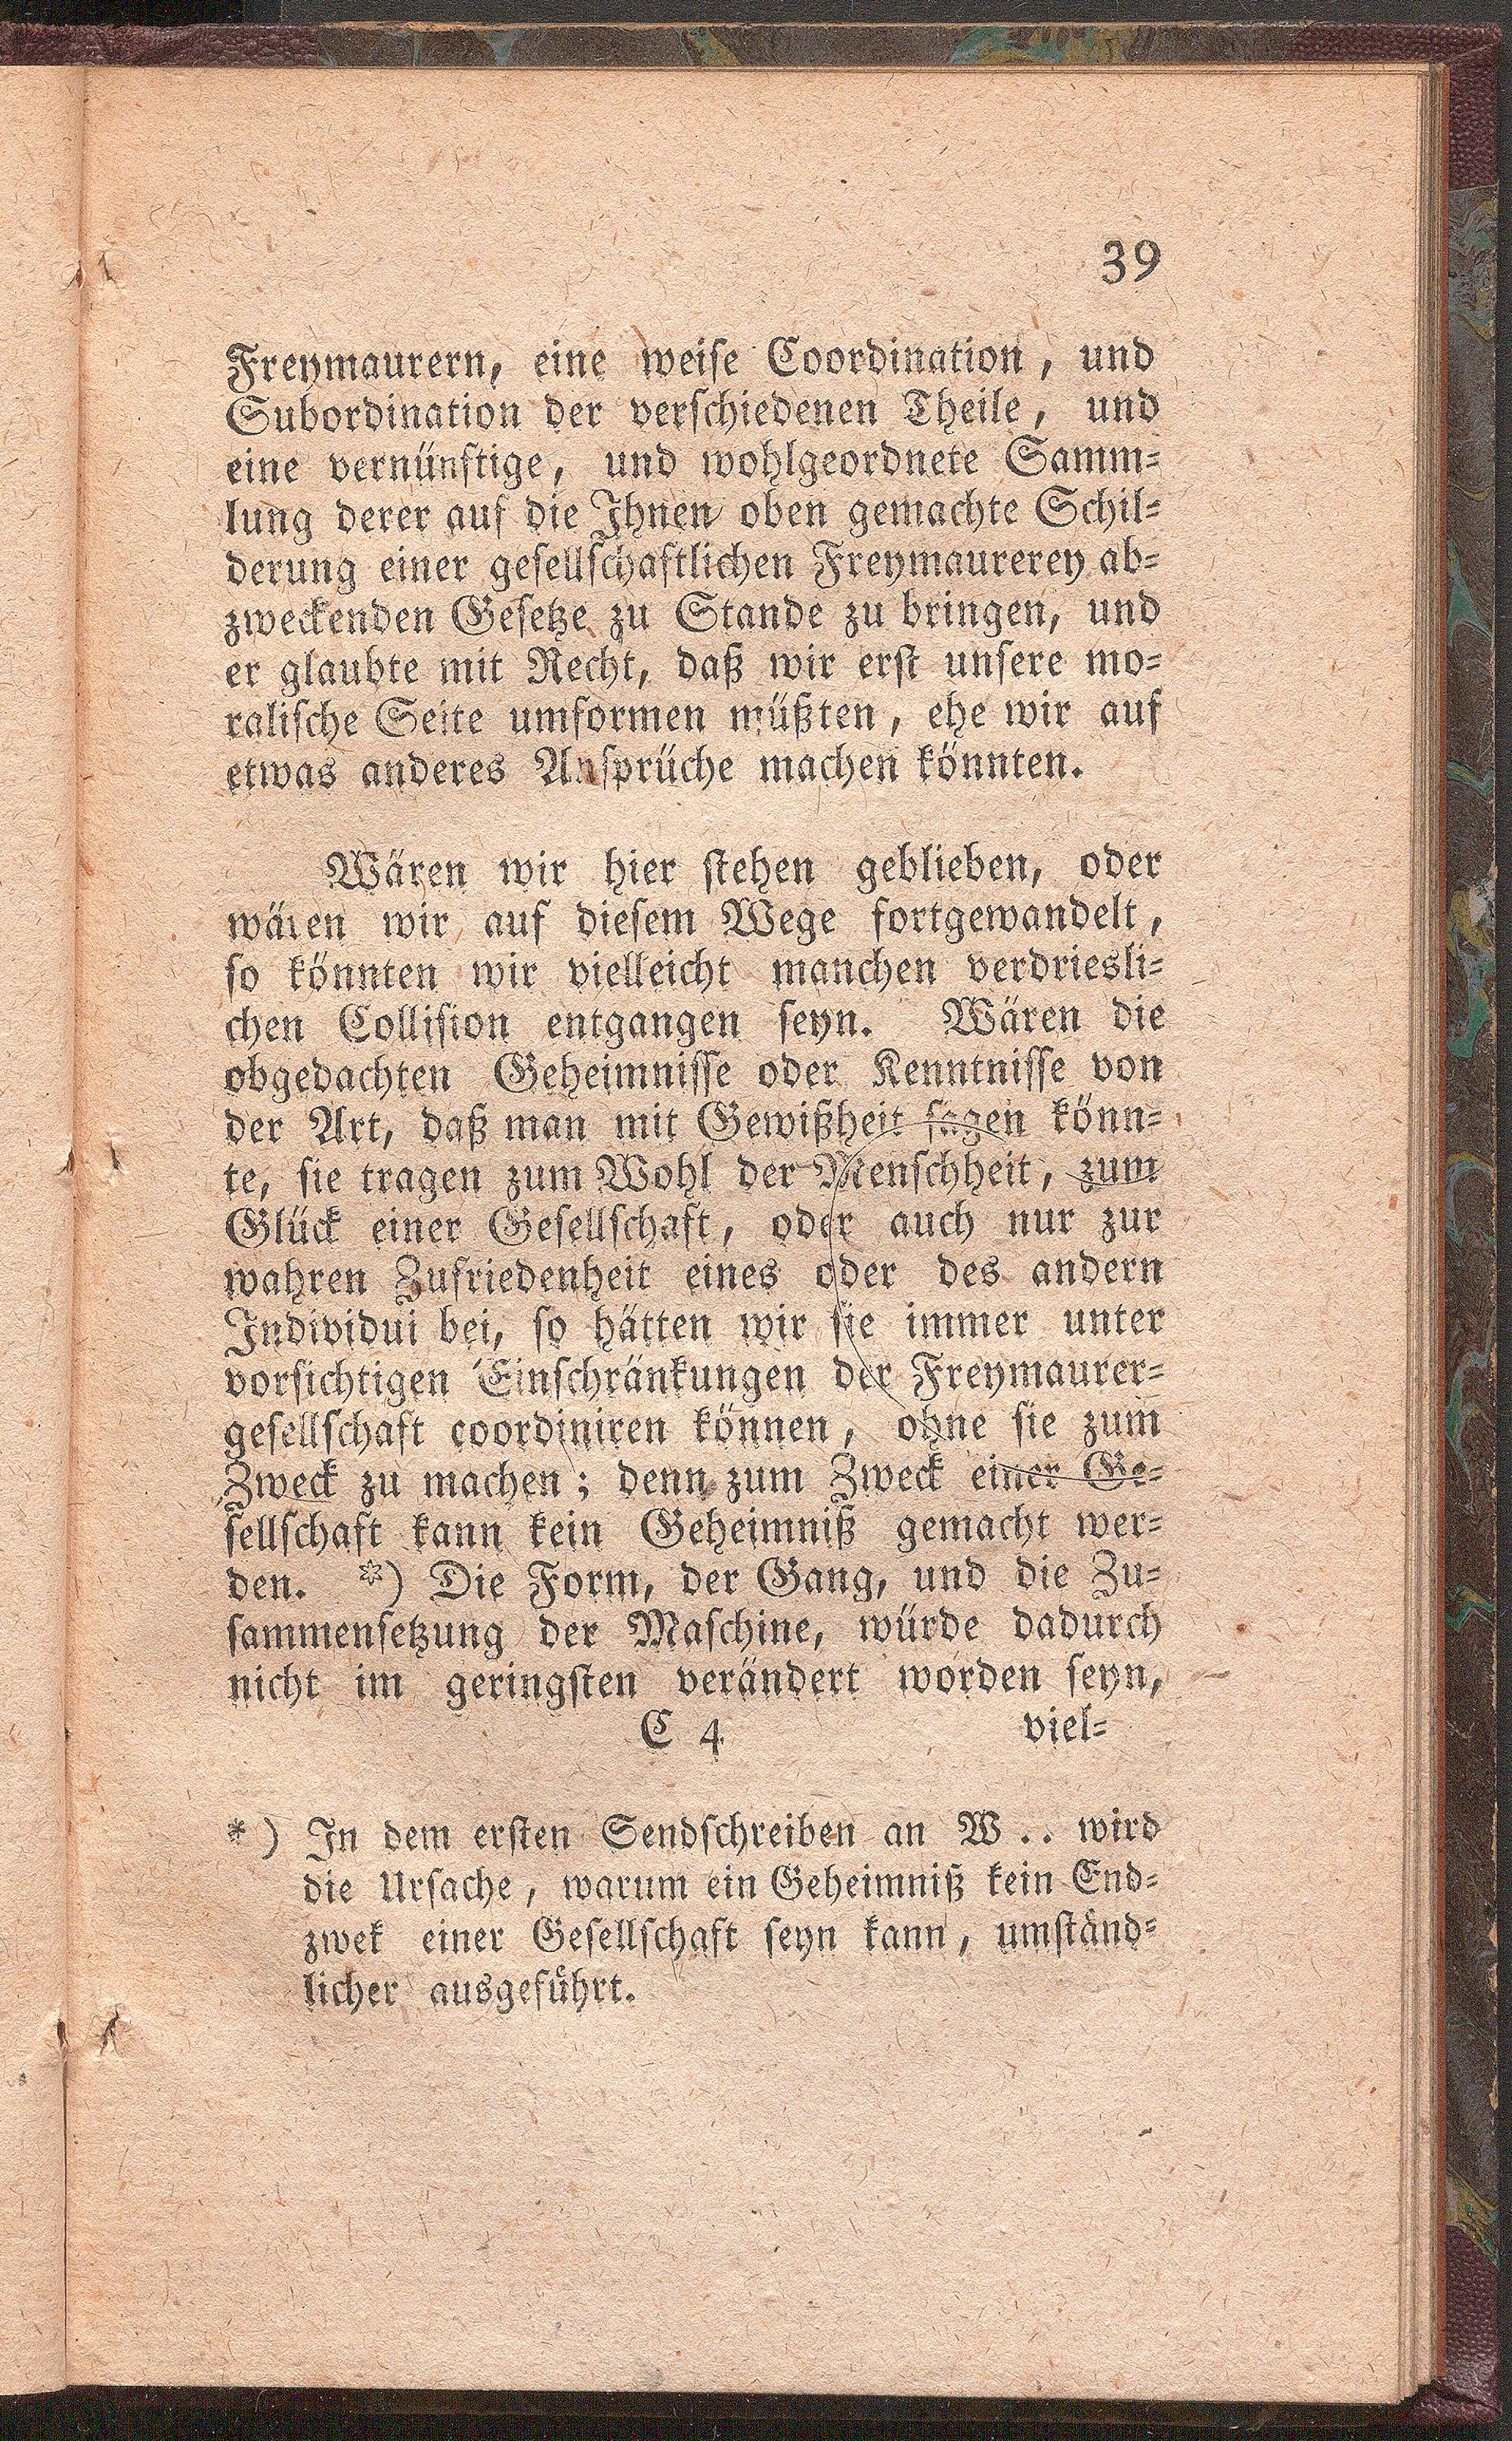 39
Freymaurern, eine weise Coordination, und
Subordination der verschiedenen Theile, und
eine vernünftige, und wohlgeordnete Samm-
lung derer auf die Ihnen oben gemachte Schil-
derung einer gesellschaftlichen Freymaurerey ab-
zweckenden Gesetze zu Stande zu bringen, und
er glaubte mit Recht, daß wir erst unsere mo-
ralische Seite umformen müßten, ehe wir auf
etwas anderes Ansprüche machen könnten.
Wären wir hier stehen geblieben, oder
wären wir auf diesem Wege fortgewandelt,
so könnten wir vielleicht manchen verdriesli-
chen Collision entgangen seyn. Wären die
obgedachten Geheimnisse oder Kenntnisse von
der Art, daß man mit Gewißheit sagen könn-
te, sie tragen zum Wohl der Menschheit, zum
Glück einer Gesellschaft, oder auch nur zur
wahren Zufriedenheit eines oder des andern
Individui bei, so hätten wir sie immer unter
vorsichtigen Einschränkungen der Freymaurer-
gesellschaft coordiniren können, ohne sie zum
Zweck zu machen; denn zum Zweck einer Ge-
sellschaft kann kein Geheimniß gemacht wer-
den. *) Die Form, der Gang, und die Zu-
sammensetzung der Maschine, würde dadurch
nicht im geringsten verändert worden seyn,
C 4 viel-
*) In dem ersten Sendschreiben an W .. wird
die Ursache, warum ein Geheimniß kein End-
zwek einer Gesellschaft seyn kann, umständ-
licher ausgeführt.